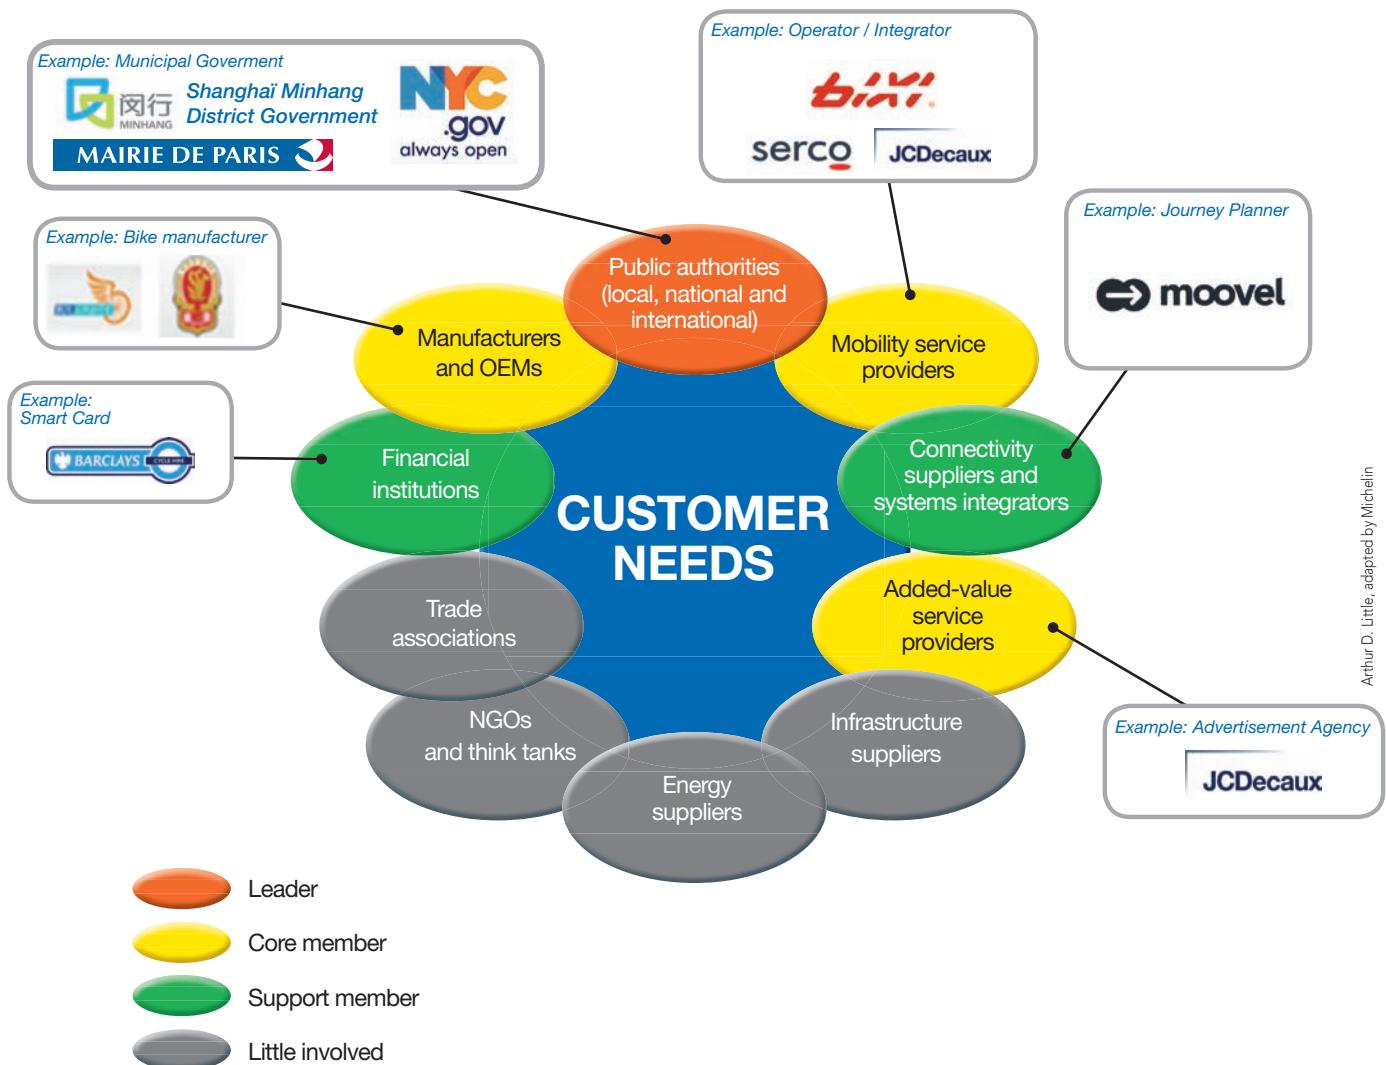 Example: Municipal Goverment
闵行
MINHANG
Shanghaï Minhang
District Government
MAIRIE DE PARIS
NYC
.gov
always open
Example: Operator / Integrator
bixi
serco
JCDecaux
Example: Journey Planner
moovel
Example: Bike manufacturer
Example:
Smart Card
BARCLAYS
CYCLE HIRE
Public authorities
(local, national and
international)
Manufacturers
and OEMs
Mobility service
providers
Financial
institutions
Connectivity
suppliers and
systems integrators
CUSTOMER
NEEDS
Trade
associations
Added-value
service
providers
NGOs
and think tanks
Infrastructure
suppliers
Energy
suppliers
Example: Advertisement Agency
JCDecaux
Arthur D. Little, adapted by Michelin
Leader
Core member
Support member
Little involved